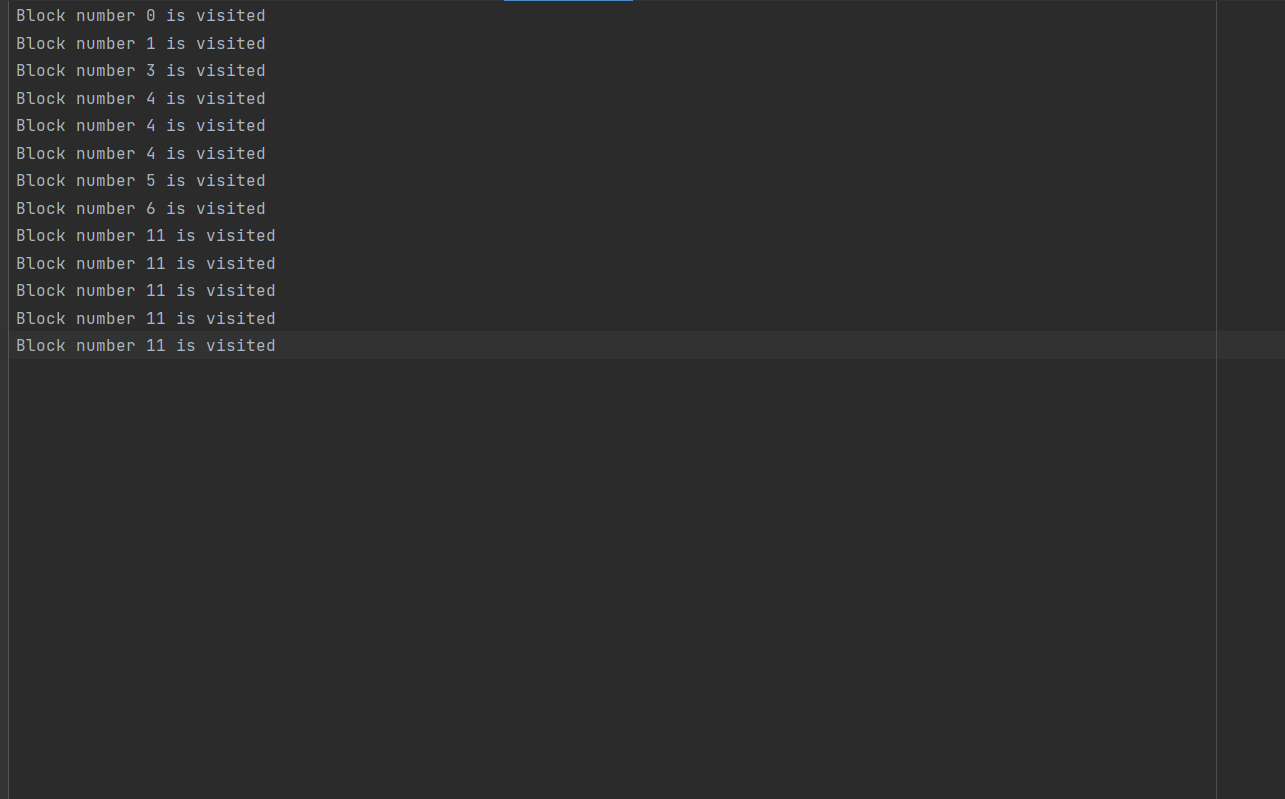 Block number 0 is visited
Block number 1 is visited
Block number 3 is visited
Block number 4 is visited
Block number 4 is visited
Block number 4 is visited
Block number 5 is visited
Block number 6 is visited
Block number 11 is visited
Block number 11 is visited
Block number 11 is visited
Block number 11 is visited
Block number 11 is visited